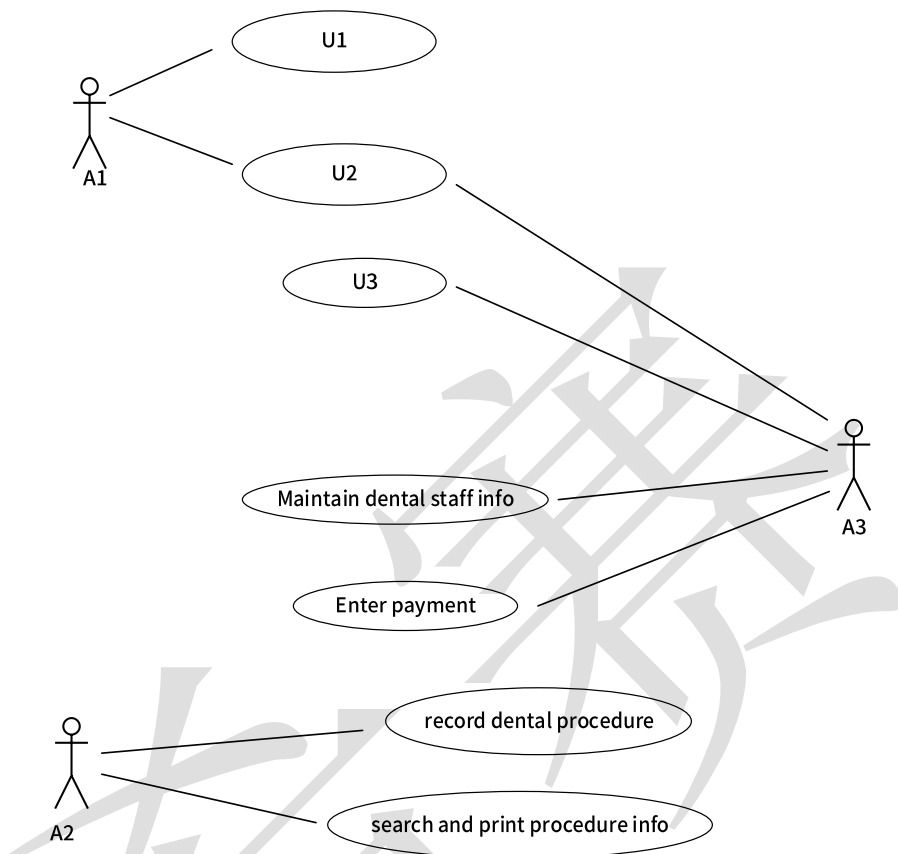 U1
A1
U2
U3
Maintain dental staff info
A3
Enter payment
record dental procedure
A2
search and print procedure info